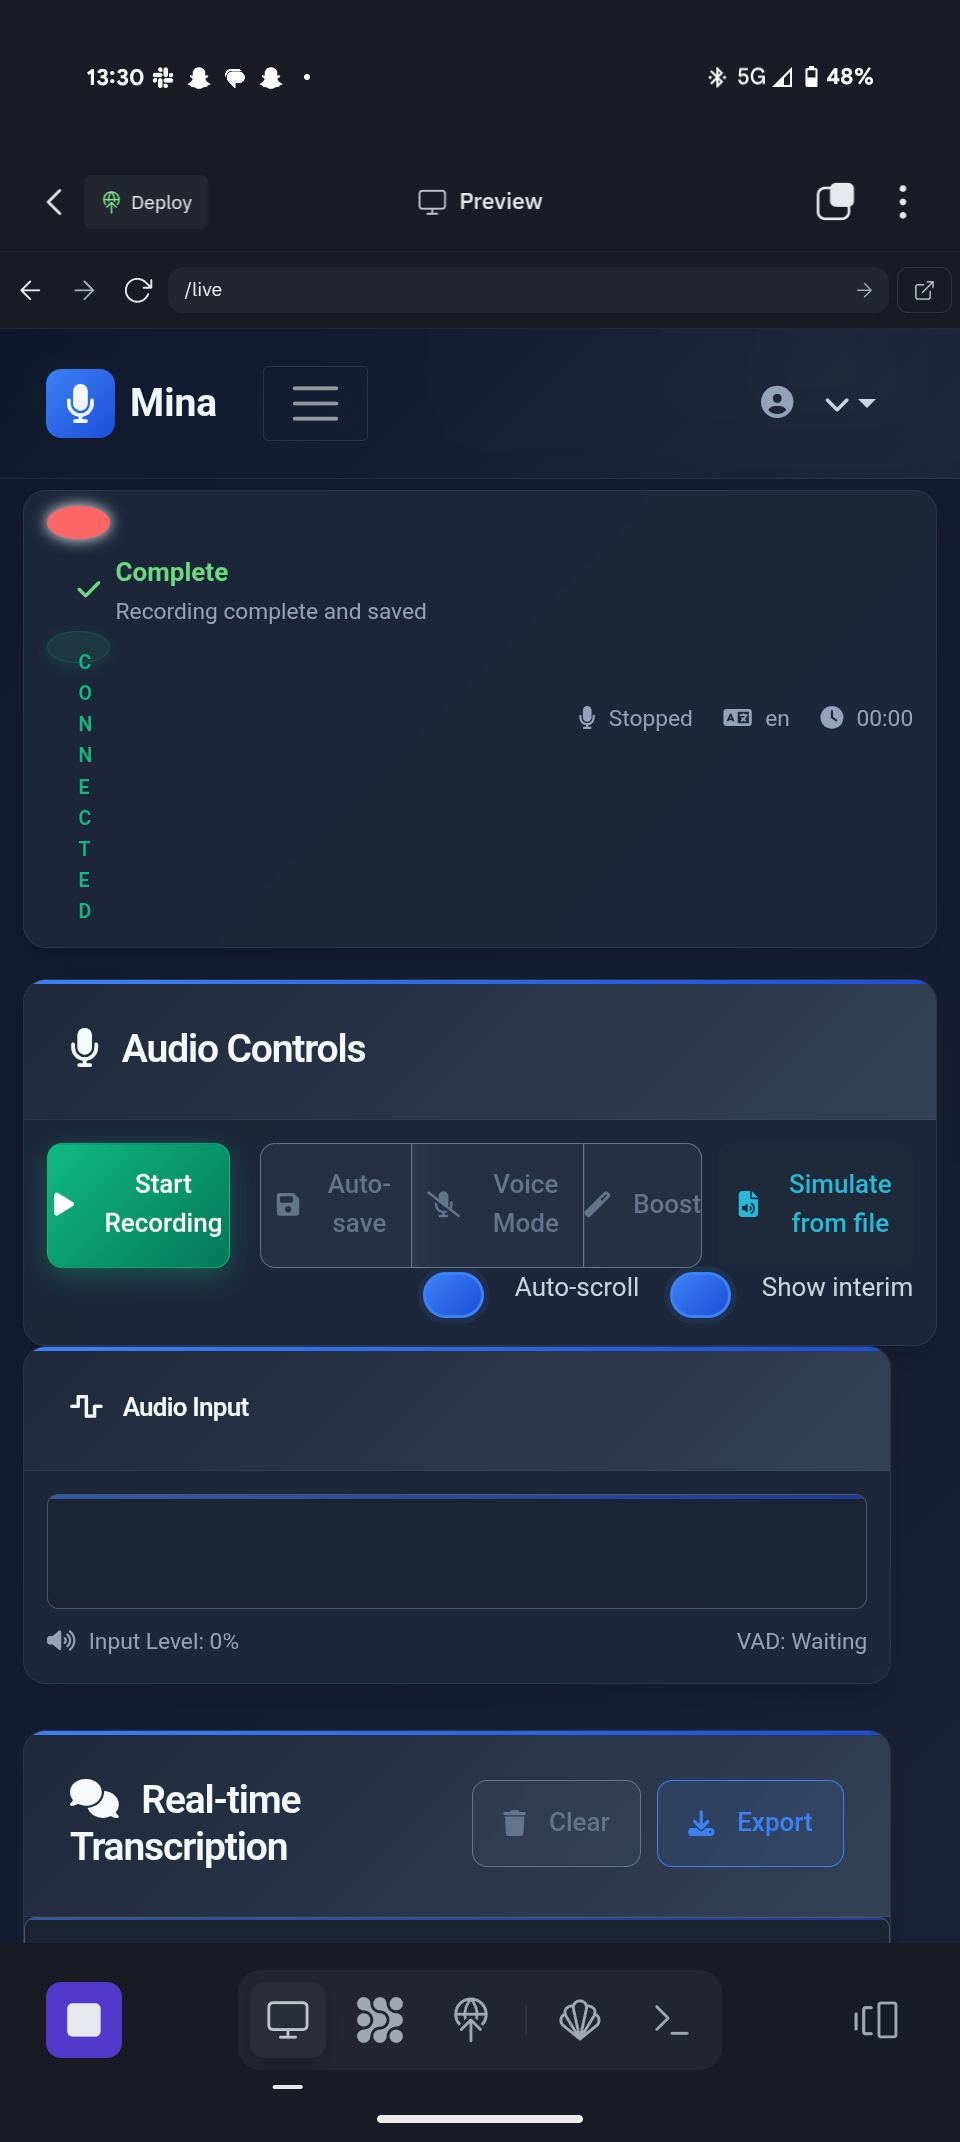 13:30
5G 48%
Deploy
Preview
/live
Mina
Complete
Recording complete and saved
CONNECTED
Stopped en 00:00
Audio Controls
Start Recording
Auto-save
Voice Mode
Boost
Simulate from file
Auto-scroll Show interim
Audio Input
Input Level: 0% VAD: Waiting
Real-time
Transcription
Clear Export